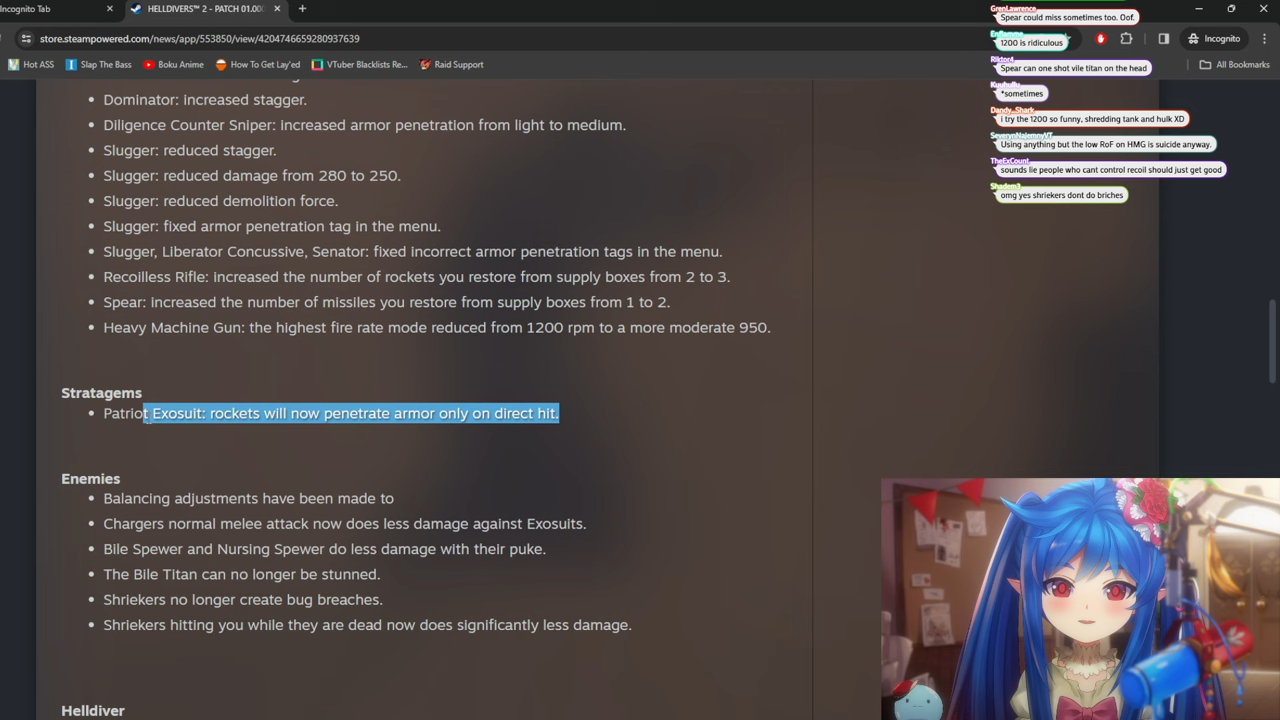 Incognito Tab
HELLDIVERS™ 2 - PATCH 01.00
store.steampowered.com/news/app/553850/view/4204746659280937639
Incognito
Hot ASS
Slap The Bass
Boku Anime
How To Get Lay'ed
VTuber Blacklists Re...
Raid Support
All Bookmarks
Dominator: increased stagger.
Diligence Counter Sniper: increased armor penetration from light to medium.
Slugger: reduced stagger.
Slugger: reduced damage from 280 to 250.
Slugger: reduced demolition force.
Slugger: fixed armor penetration tag in the menu.
Slugger, Liberator Concussive, Senator: fixed incorrect armor penetration tags in the menu.
Recoilless Rifle: increased the number of rockets you restore from supply boxes from 2 to 3.
Spear: increased the number of missiles you restore from supply boxes from 1 to 2.
Heavy Machine Gun: the highest fire rate mode reduced from 1200 rpm to a more moderate 950.
Stratagems
Patriot Exosuit: rockets will now penetrate armor only on direct hit.
Enemies
Balancing adjustments have been made to
Chargers normal melee attack now does less damage against Exosuits.
Bile Spewer and Nursing Spewer do less damage with their puke.
The Bile Titan can no longer be stunned.
Shriekers no longer create bug breaches.
Shriekers hitting you while they are dead now does significantly less damage.
Helldiver
GrenLawrence
Spear could miss sometimes too. Oof.
1200 is ridiculous
Riktor4
Spear can one shot vile titan on the head
*sometimes
Dandy_Shark
i try the 1200 so funny, shredding tank and hulk XD
SeverynNajemnyVT
Using anything but the low RoF on HMG is suicide anyway.
TheExCount
sounds lie people who cant control recoil should just get good
omg yes shriekers dont do briches